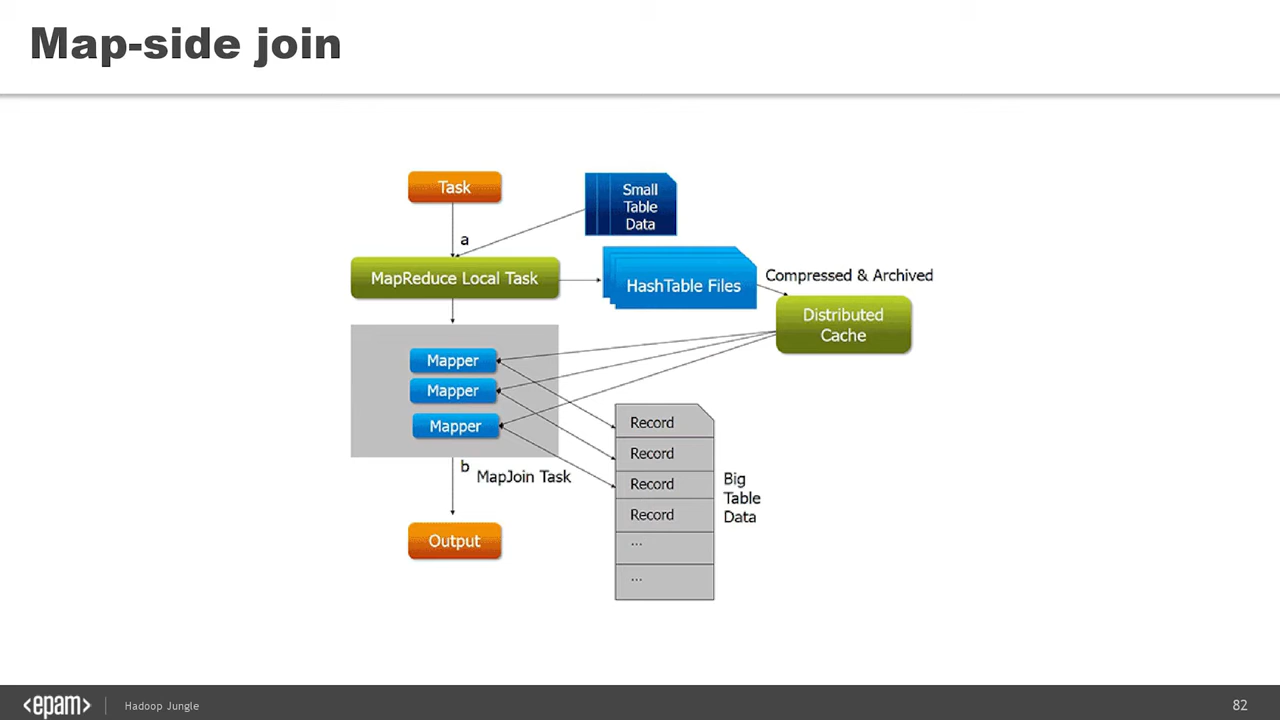 Map-side join
Task
Small
Table
Data
a
MapReduce Local Task
HashTable Files
Compressed & Archived
Distributed
Cache
Mapper
Mapper
Mapper
Record
Record
Record
Record
...
...
Big
Table
Data
b
MapJoin Task
Output
<epam>
Hadoop Jungle
82